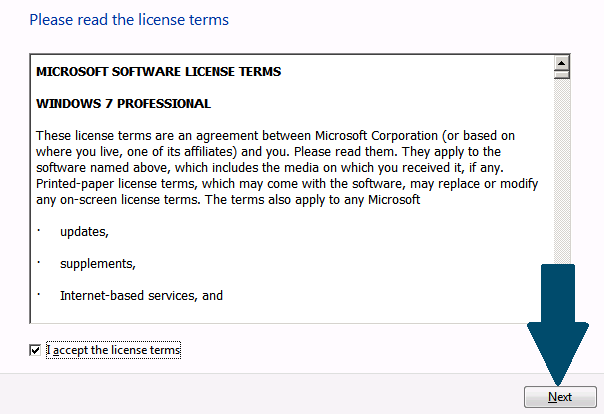 Please read the license terms
MICROSOFT SOFTWARE LICENSE TERMS
WINDOWS 7 PROFESSIONAL
These license terms are an agreement between Microsoft Corporation (or based on
where you live, one of its affiliates) and you. Please read them. They apply to the
software named above, which includes the media on which you received it, if any.
Printed-paper license terms, which may come with the software, may replace or modify
any on-screen license terms. The terms also apply to any Microsoft
· updates,
· supplements,
· Internet-based services, and
I accept the license terms
Next